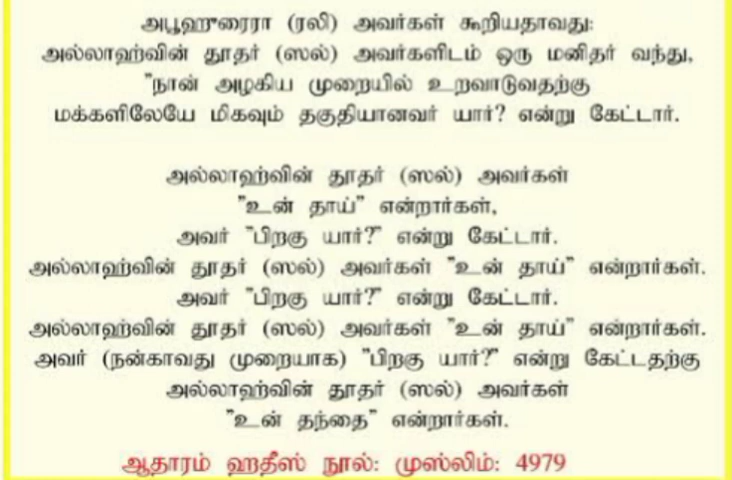 அபூஹுரைரா (ரலி) அவர்கள் கூறியதாவது:
அல்லாஹ்வின் தூதர் (ஸல்) அவர்களிடம் ஒரு மனிதர் வந்து,
"நான் அழகிய முறையில் உறவாடுவதற்கு
மக்களிலேயே மிகவும் தகுதியானவர் யார்? என்று கேட்டார்.
அல்லாஹ்வின் தூதர் (ஸல்) அவர்கள்
"உன் தாய்" என்றார்கள்,
அவர் "பிறகு யார்?" என்று கேட்டார்.
அல்லாஹ்வின் தூதர் (ஸல்) அவர்கள் "உன் தாய்" என்றார்கள்.
அவர் "பிறகு யார்?" என்று கேட்டார்.
அல்லாஹ்வின் தூதர் (ஸல்) அவர்கள் "உன் தாய்" என்றார்கள்.
அவர் (நன்காவது முறையாக) "பிறகு யார்?" என்று கேட்டதற்கு
அல்லாஹ்வின் தூதர் (ஸல்) அவர்கள்
"உன் தந்தை" என்றார்கள்.
ஆதாரம் ஹதீஸ் நூல்: முஸ்லிம்: 4979